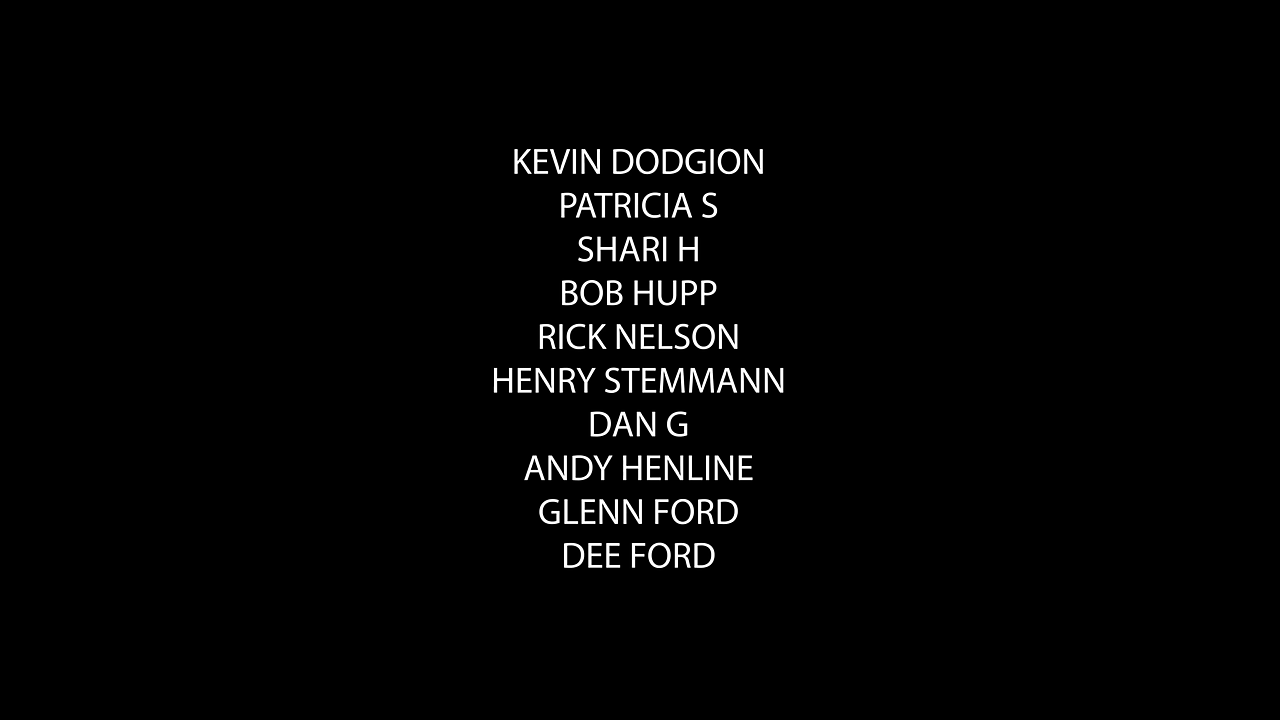 KEVIN DODGION
PATRICIA S
SHARI H
BOB HUPP
RICK NELSON
HENRY STEMMANN
DAN G
ANDY HENLINE
GLENN FORD
DEE FORD